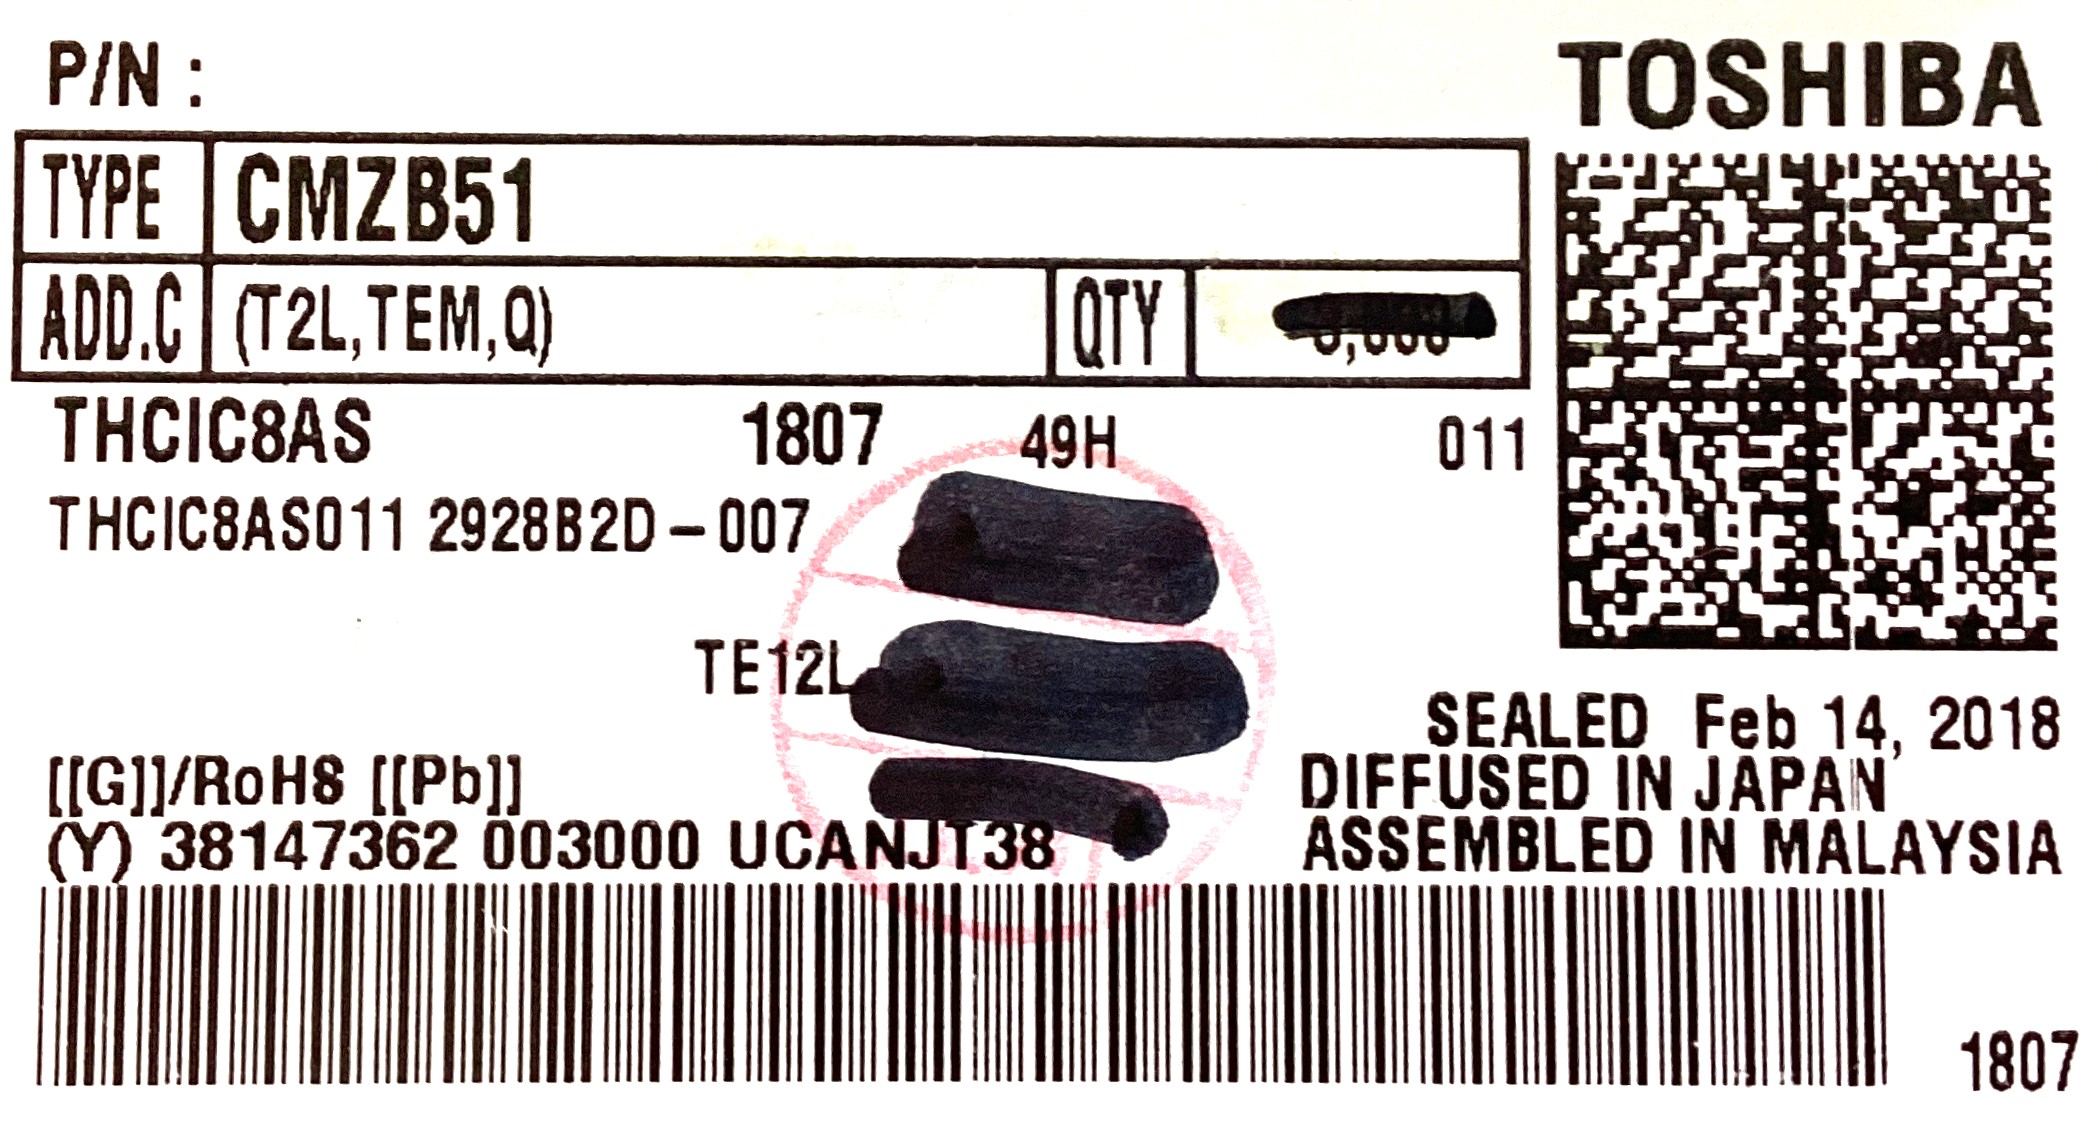 P/N :
TOSHIBA
TYPE CMZB51
ADD.C (T2L,TEM,Q) QTY
THCIC8AS 1807 49H 011
THCIC8AS011 2928B2D-007
TE12L
SEALED Feb 14, 2018
[[G]]/RoHS [[Pb]]
DIFFUSED IN JAPAN
(Y) 38147362 003000 UCANJT38
ASSEMBLED IN MALAYSIA
1807